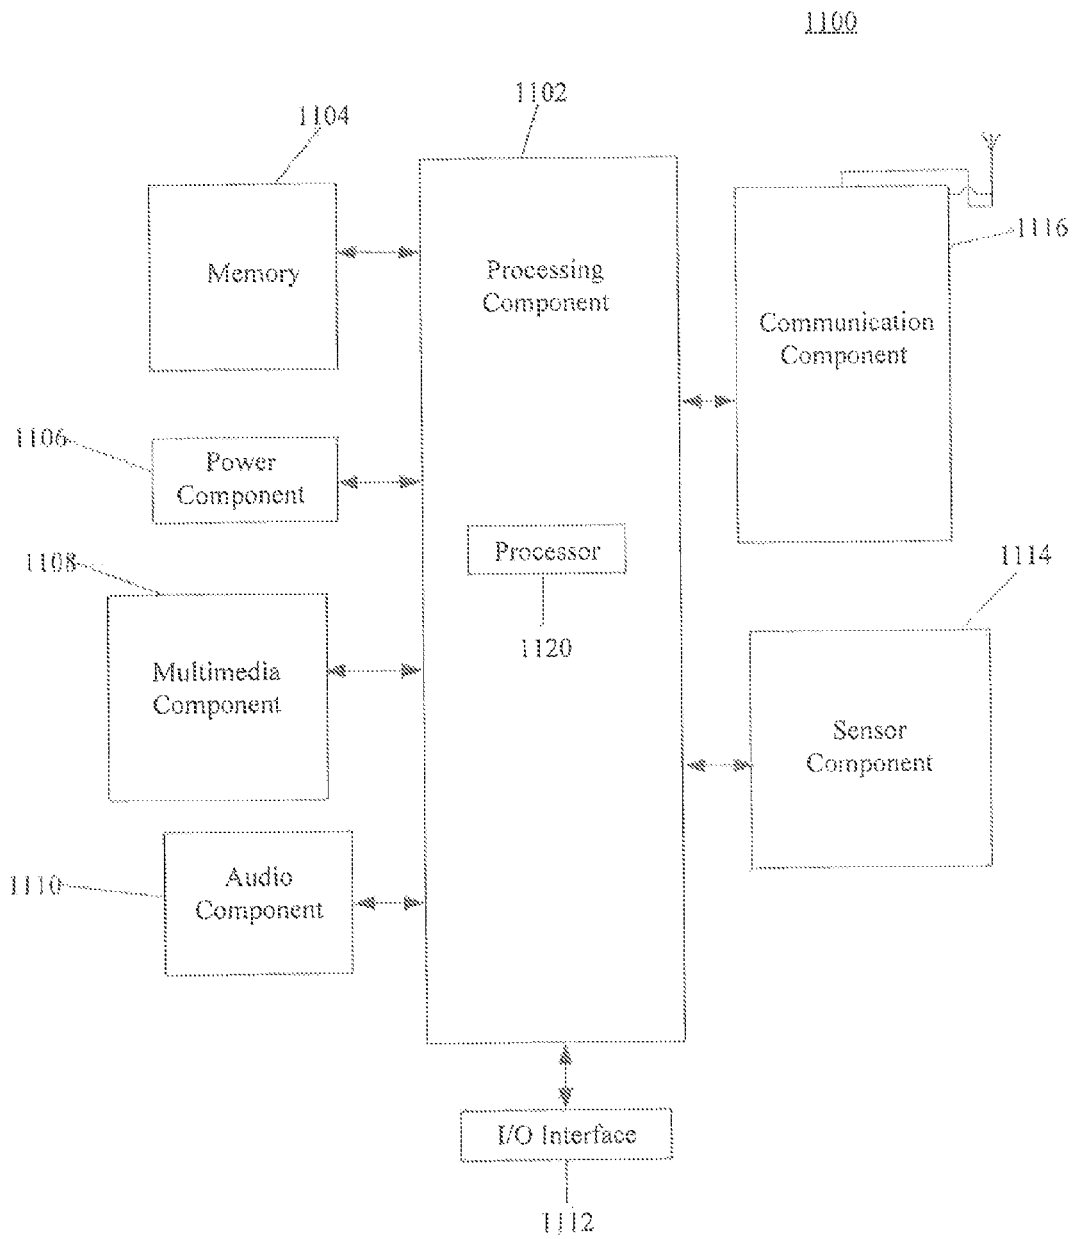 1100
1102
1104
Memory
Processing
Component
1116
Communication
Component
1106
Power
Component
Processor
1120
1108
Multimedia
Component
1114
Sensor
Component
1110
Audio
Component
I/O Interface
1112